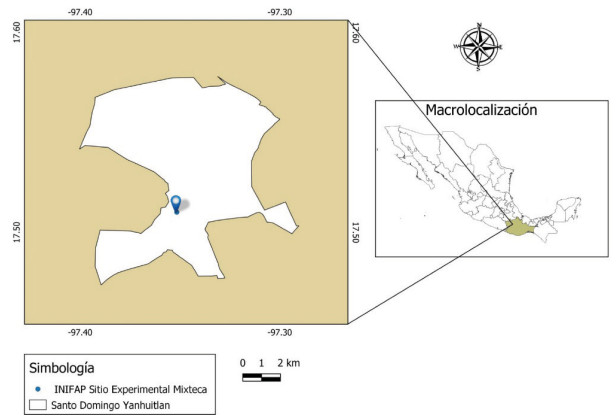 -97.40
-97.30
17.60
17.60
N
W
E
S
Macrolocalización
17.50
17.50
-97.40
-97.30
Simbología
INIFAP Sitio Experimental Mixteca
Santo Domingo Yanhuitlan
0 1 2 km